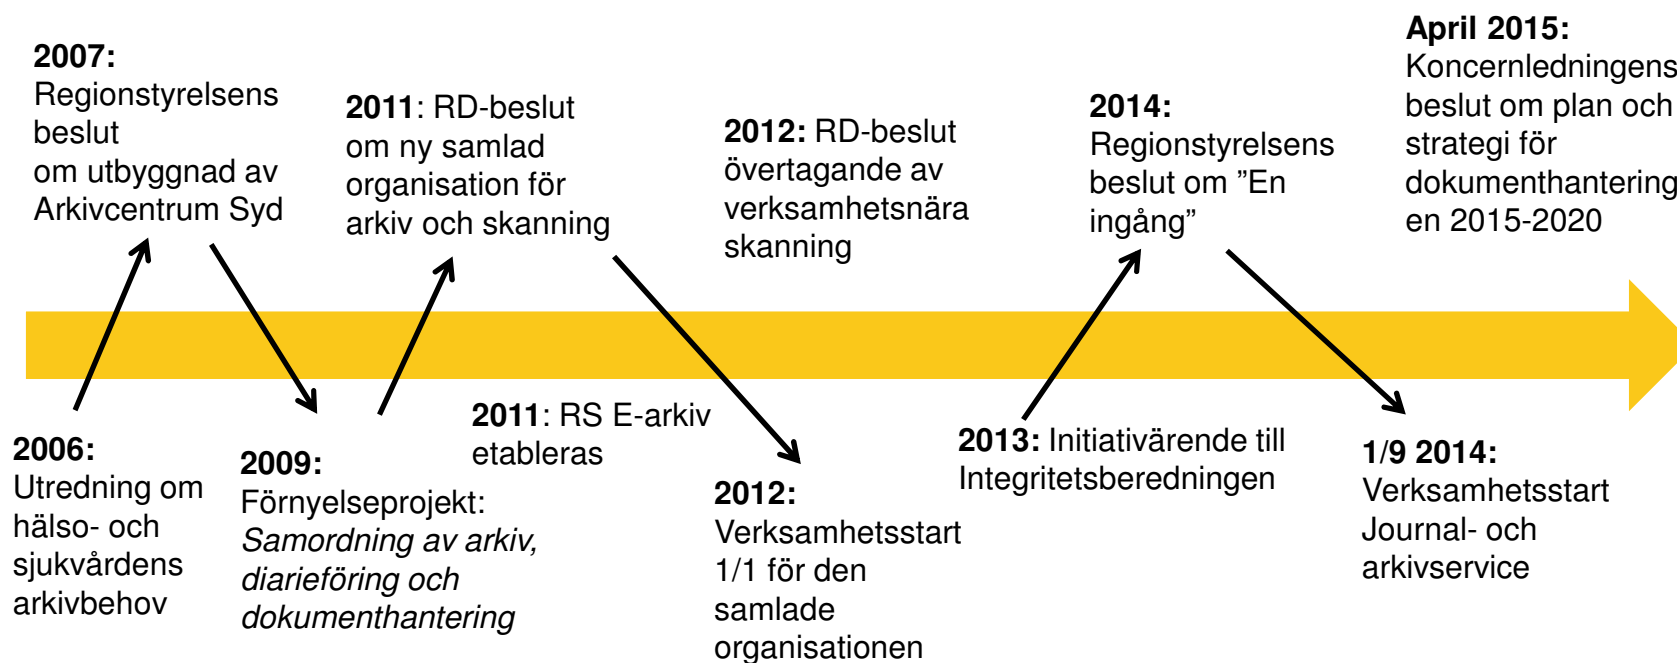 2007:
Regionstyrelsens
beslut
om utbyggnad av
Arkivcentrum Syd
2011: RD-beslut
om ny samlad
organisation för
arkiv och skanning
2012: RD-beslut
övertagande av
verksamhetsnära
skanning
2014:
Regionstyrelsens
beslut om ”En
ingång”
April 2015:
Koncernledningens
beslut om plan och
strategi för
dokumenthantering
en 2015-2020
2006:
Utredning om
hälso- och
sjukvårdens
arkivbehov
2009:
Förnyelseprojekt:
Samordning av arkiv,
diarieföring och
dokumenthantering
2011: RS E-arkiv
etableras
2012:
Verksamhetsstart
1/1 för den
samlade
organisationen
2013: Initiativärende till
Integritetsberedningen
1/9 2014:
Verksamhetsstart
Journal- och
arkivservice